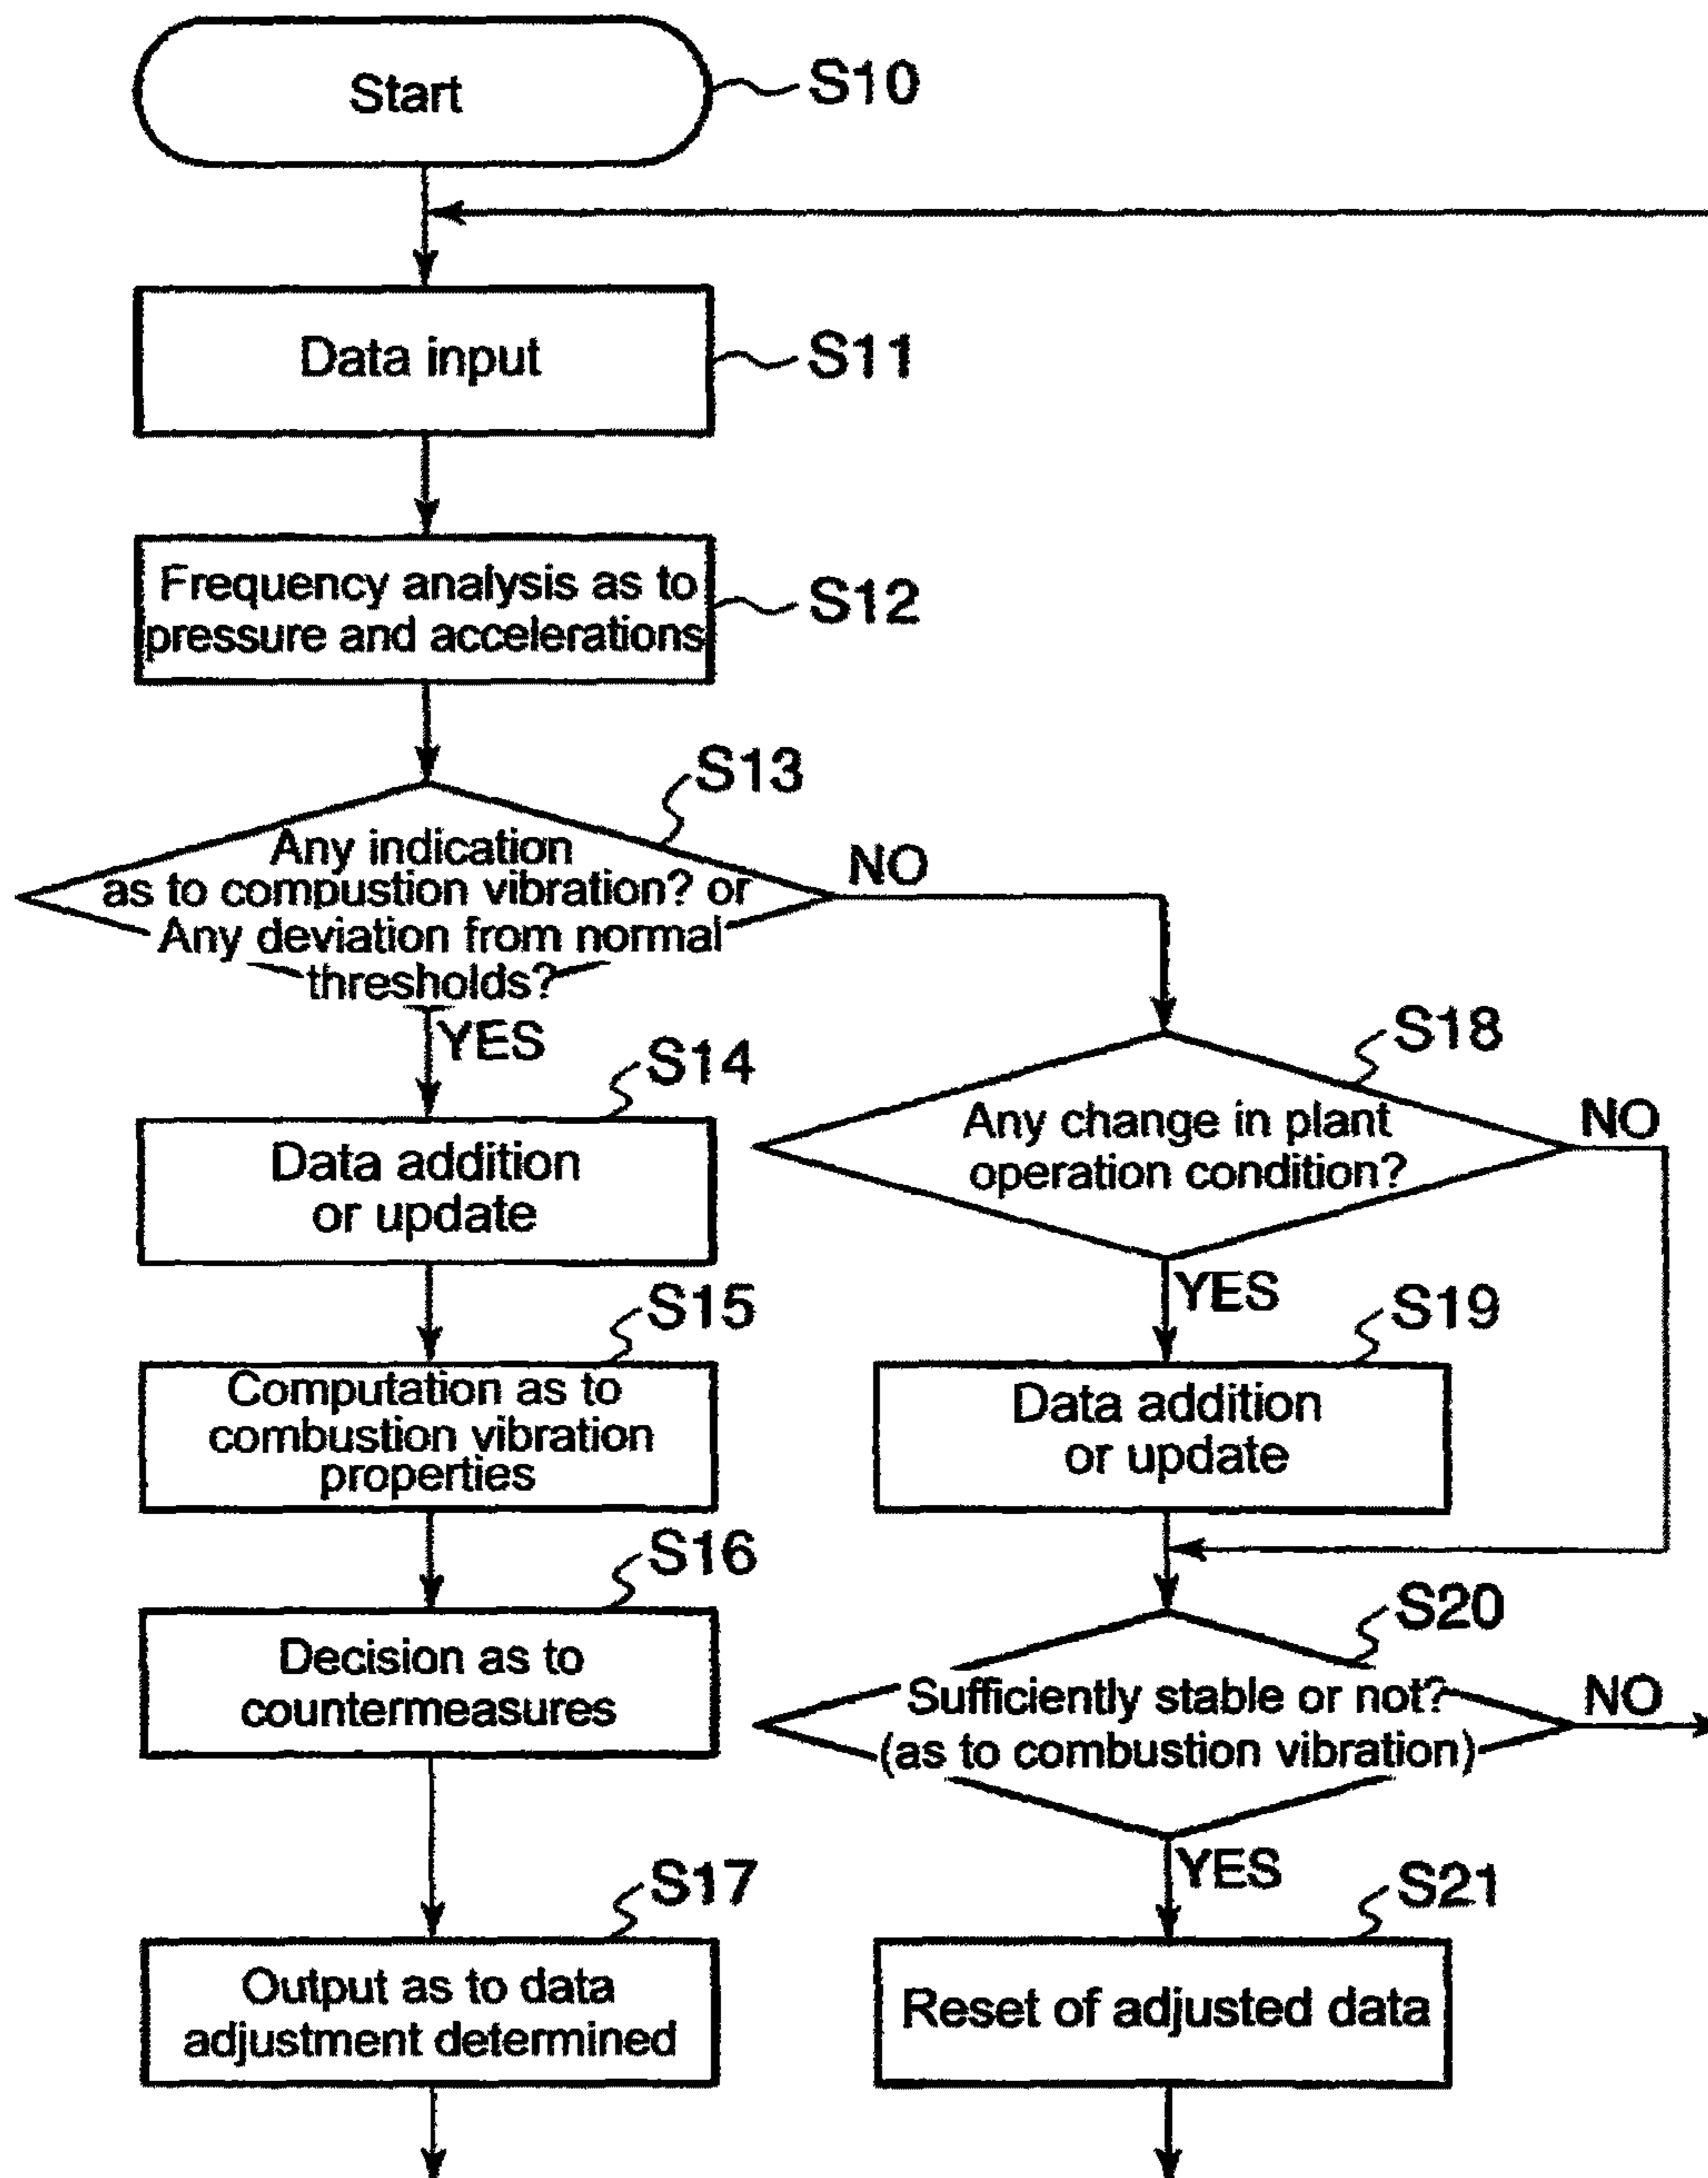 Start
S10
Data input
S11
Frequency analysis as to
pressure and accelerations
S12
S13
Any indication
as to compustion vibration? or
Any deviation from normal
thresholds?
NO
YES
S14
Data addition
or update
S15
Computation as to
combustion vibration
properties
S16
Decision as to
countermeasures
S17
Output as to data
adjustment determined
S18
Any change in plant
operation condition?
NO
YES
S19
Data addition
or update
S20
Sufficiently stable or not?
(as to combustion vibration)
NO
YES
S21
Reset of adjusted data